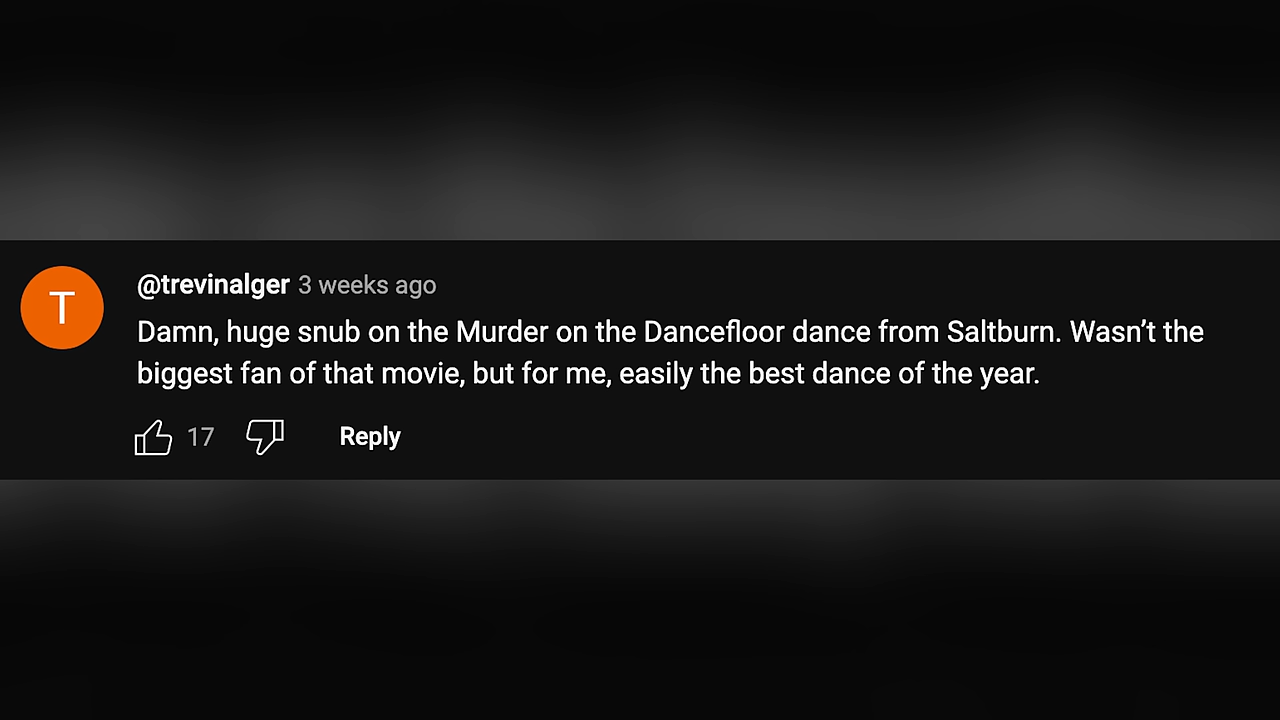 T
@trevinalger 3 weeks ago
Damn, huge snub on the Murder on the Dancefloor dance from Saltburn. Wasn’t the
biggest fan of that movie, but for me, easily the best dance of the year.
17 Reply